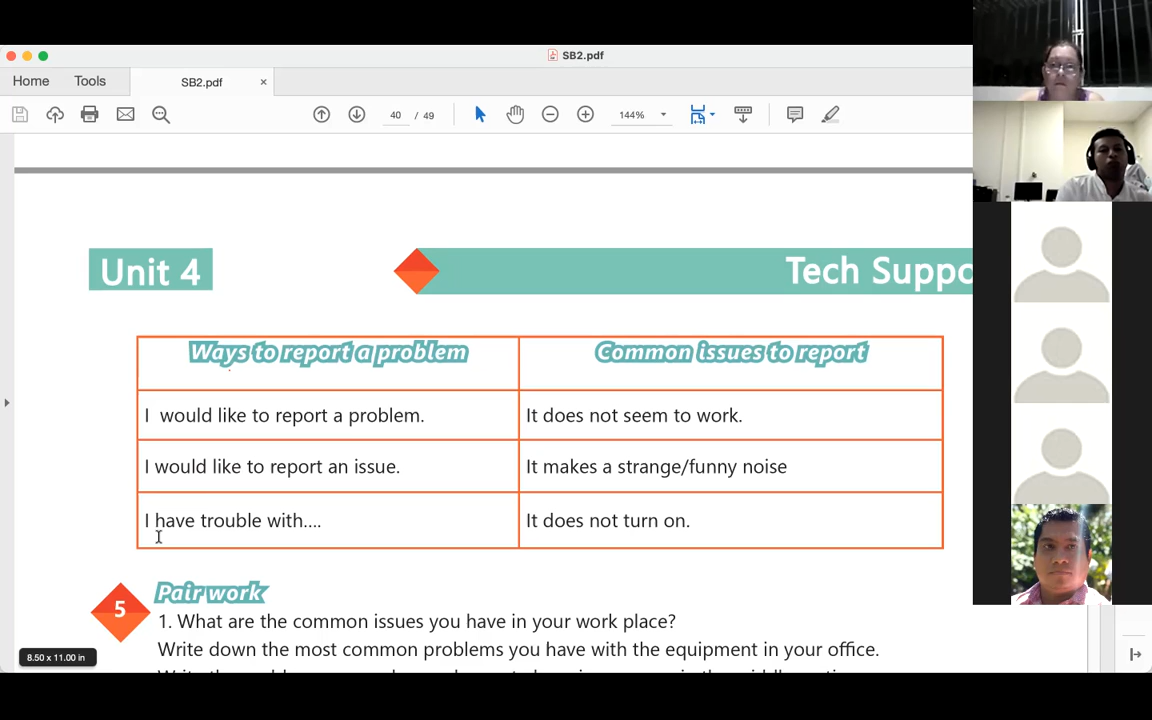 SB2.pdf
Home
Tools
SB2.pdf
×
40 / 49
144%
Unit 4
Tech Suppo
Ways to report a problem
Common issues to report
I would like to report a problem.
It does not seem to work.
I would like to report an issue.
It makes a strange/funny noise
I have trouble with....
It does not turn on.
5
Pair work
1. What are the common issues you have in your work place?
Write down the most common problems you have with the equipment in your office.
8.50 x 11.00 in